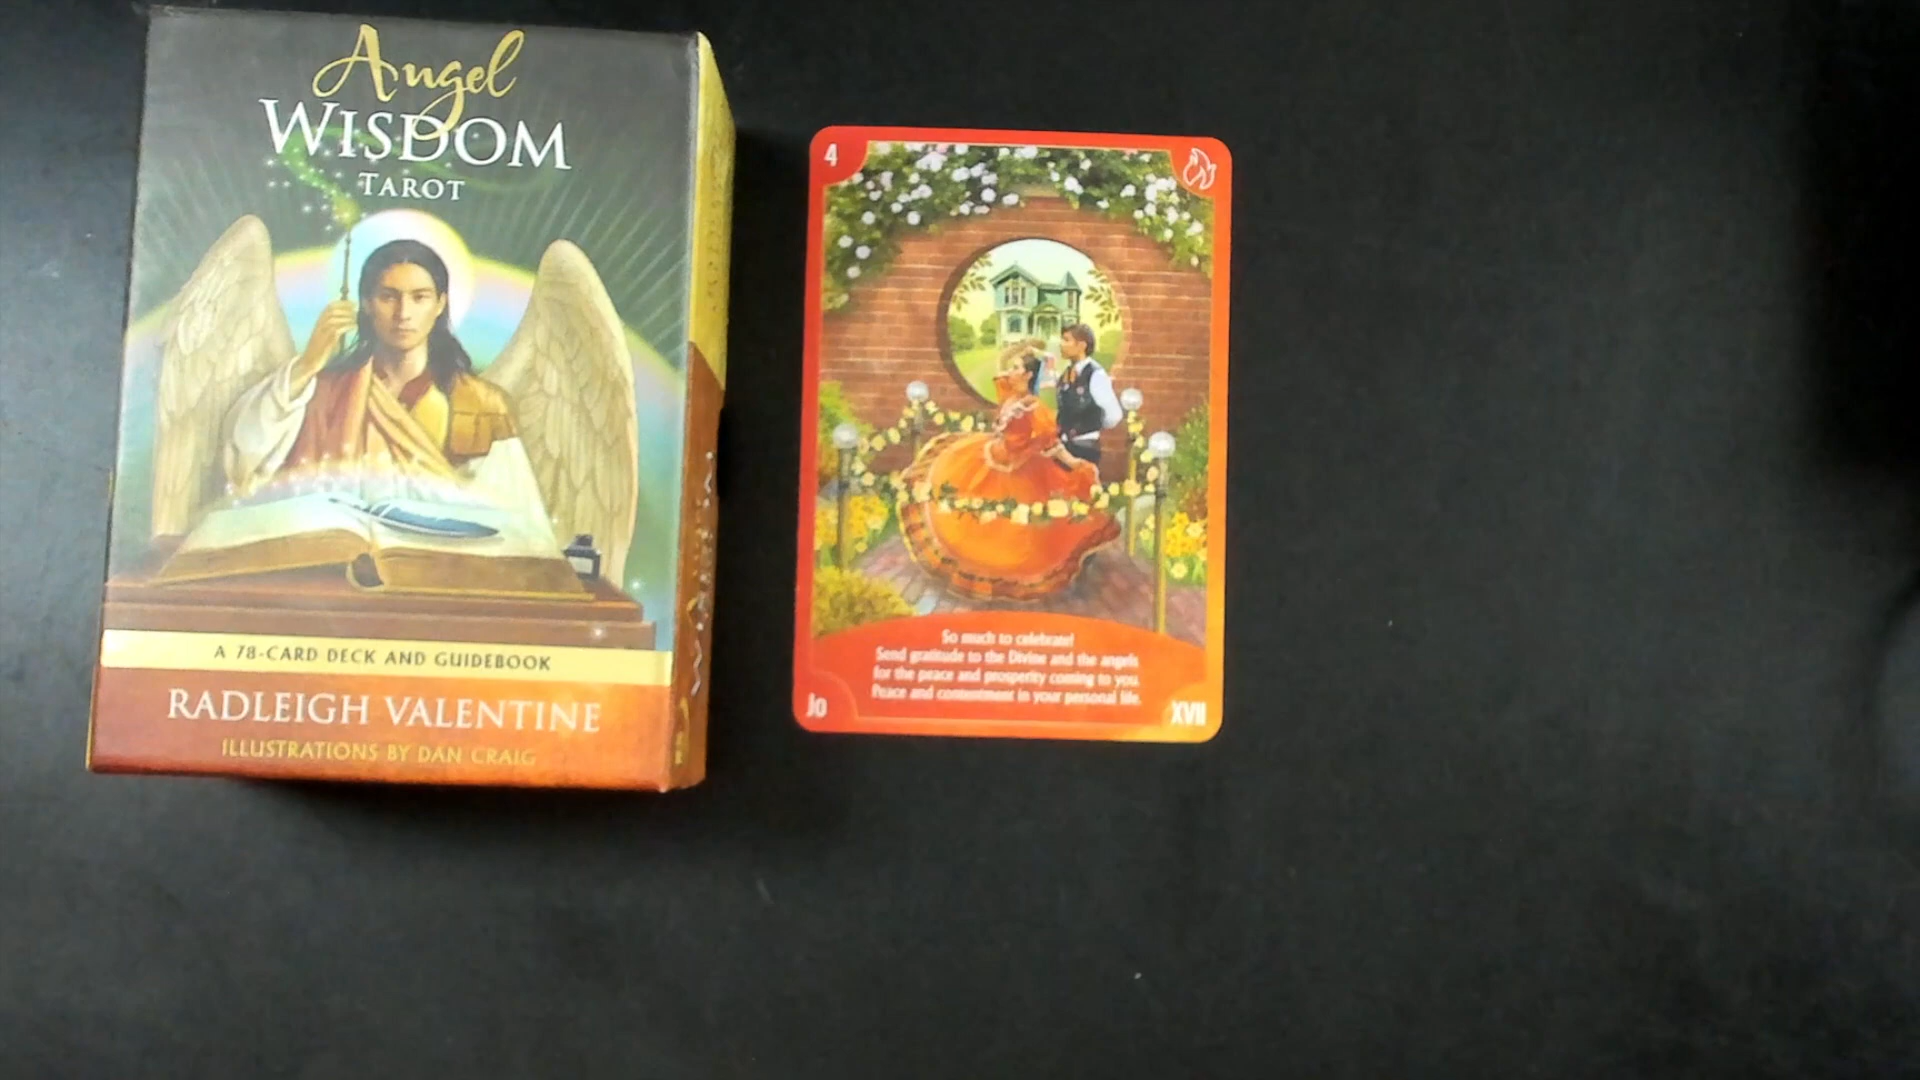 Angel
WISDOM
TAROT
A 78-CARD DECK AND GUIDEBOOK
RADLEIGH VALENTINE
ILLUSTRATIONS BY DAN CRAIG
4
So much to celebrate!
Send gratitude to the Divine and the angels
for the peace and prosperity coming to you.
Peace and contentment in your personal life.
Jo
XVII